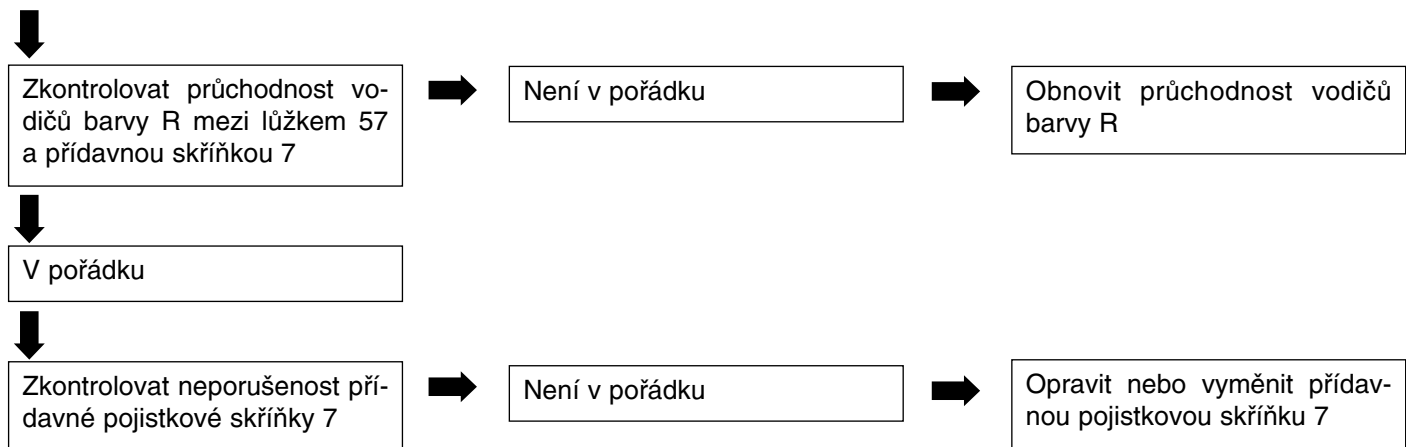 Zkontrolovat průchodnost vo-
dičů barvy R mezi lůžkem 57
a přídavnou skříňkou 7
Není v pořádku
Obnovit průchodnost vodičů
barvy R
V pořádku
Zkontrolovat neporušenost pří-
davné pojistkové skříňky 7
Není v pořádku
Opravit nebo vyměnit přídav-
nou pojistkovou skříňku 7